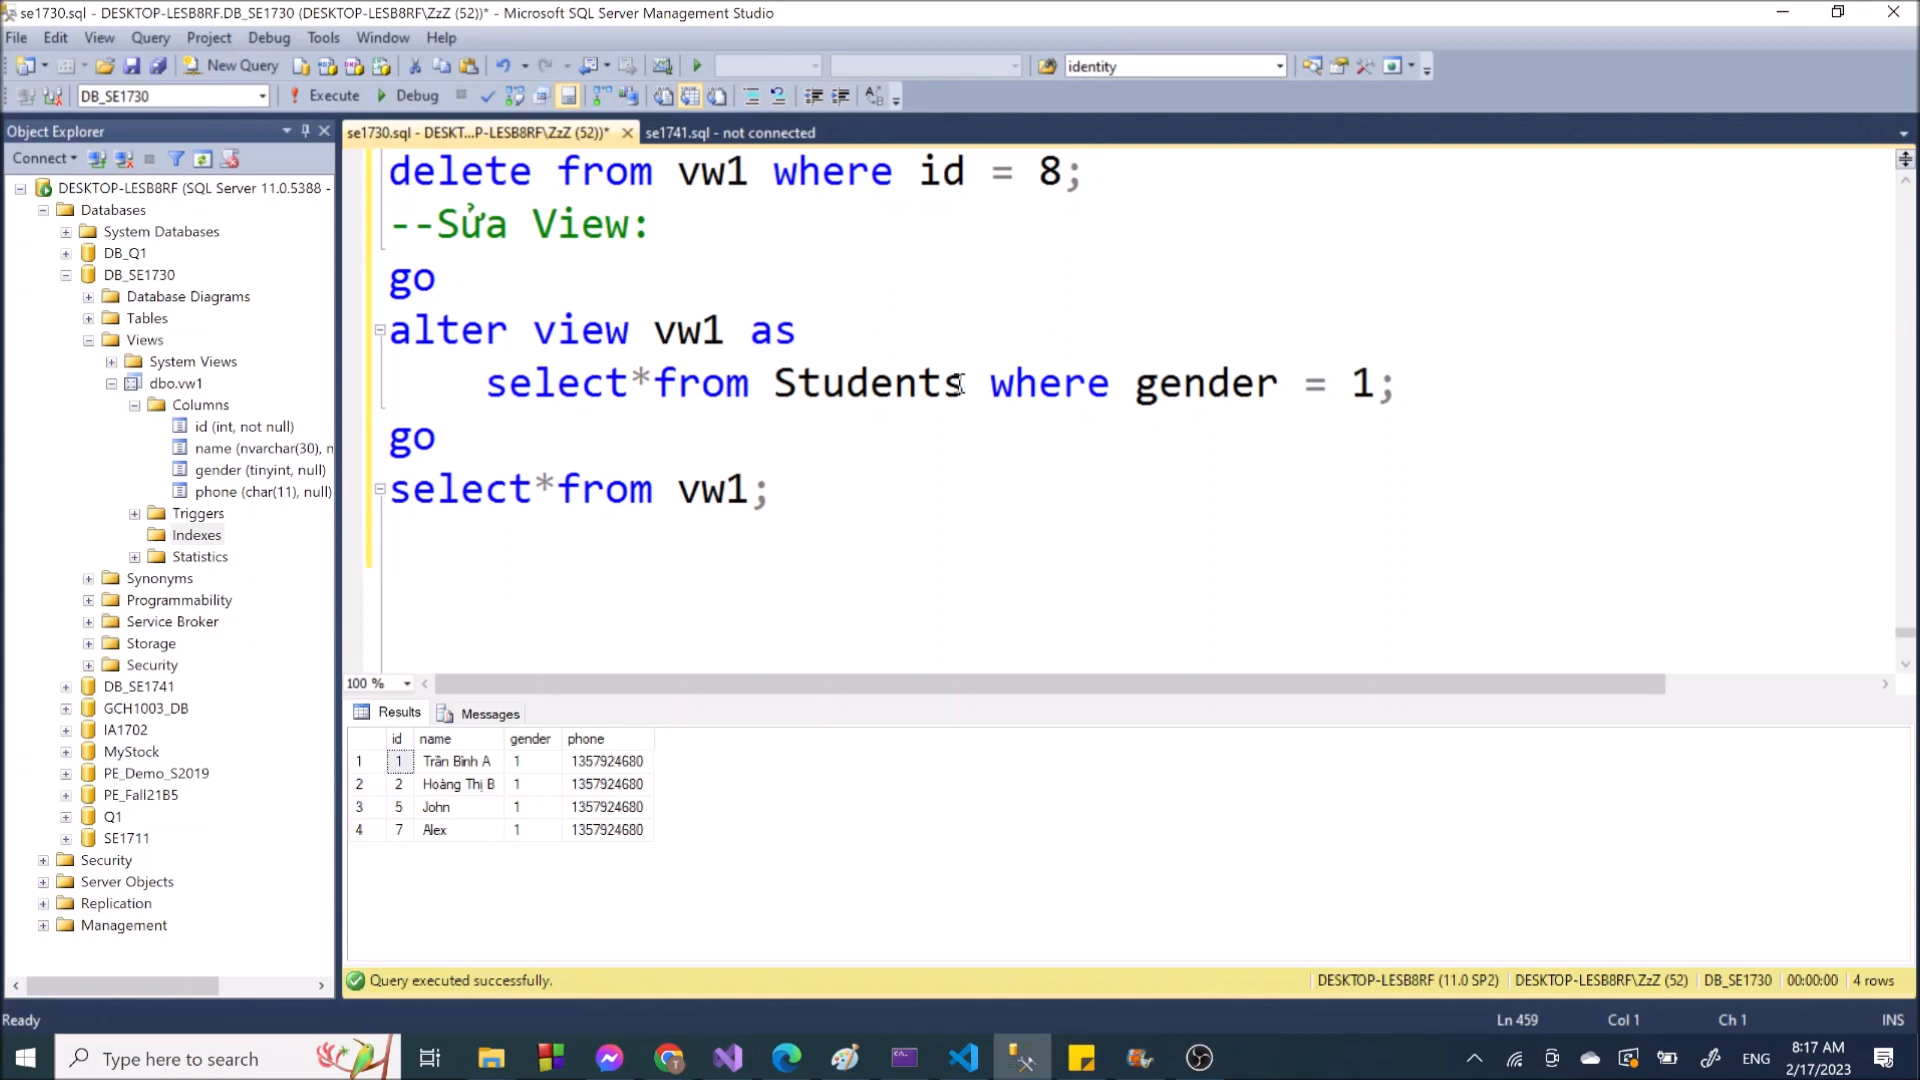 se1730.sql - DESKTOP-LESB8RF.DB_SE1730 (DESKTOP-LESB8RF\ZzZ (52))* - Microsoft SQL Server Management Studio
File Edit View Query Project Debug Tools Window Help
New Query identity
DB_SE1730 Execute Debug
Object Explorer
Connect
DESKTOP-LESB8RF (SQL Server 11.0.5388 -
Databases
System Databases
DB_Q1
DB_SE1730
Database Diagrams
Tables
Views
System Views
dbo.vw1
Columns
id (int, not null)
name (nvarchar(30), n
gender (tinyint, null)
phone (char(11), null)
Triggers
Indexes
Statistics
Synonyms
Programmability
Service Broker
Storage
Security
DB_SE1741
GCH1003_DB
IA1702
MyStock
PE_Demo_S2019
PE_Fall21B5
Q1
SE1711
Security
Server Objects
Replication
Management
se1730.sql - DESKT...P-LESB8RF\ZzZ (52))* se1741.sql - not connected
delete from vw1 where id = 8;
--Sửa View:
go
alter view vw1 as
select*from Students where gender = 1;
go
select*from vw1;
100 %
Results Messages
id name gender phone
1 1 Trần Bình A 1 1357924680
2 2 Hoàng Thị B 1 1357924680
3 5 John 1 1357924680
4 7 Alex 1 1357924680
Query executed successfully. DESKTOP-LESB8RF (11.0 SP2) DESKTOP-LESB8RF\ZzZ (52) DB_SE1730 00:00:00 4 rows
Ready Ln 459 Col 1 Ch 1 INS
Type here to search ENG 8:17 AM
2/17/2023